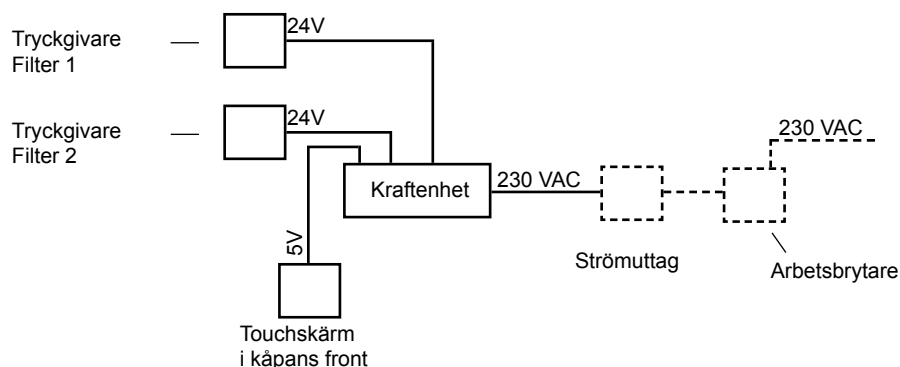 24V
Tryckgivare
Filter 1
24V
Tryckgivare
Filter 2
230 VAC
Kraftenhet
230 VAC
5V
Strömuttag
Arbetsbrytare
Touchskärm
i kåpans front